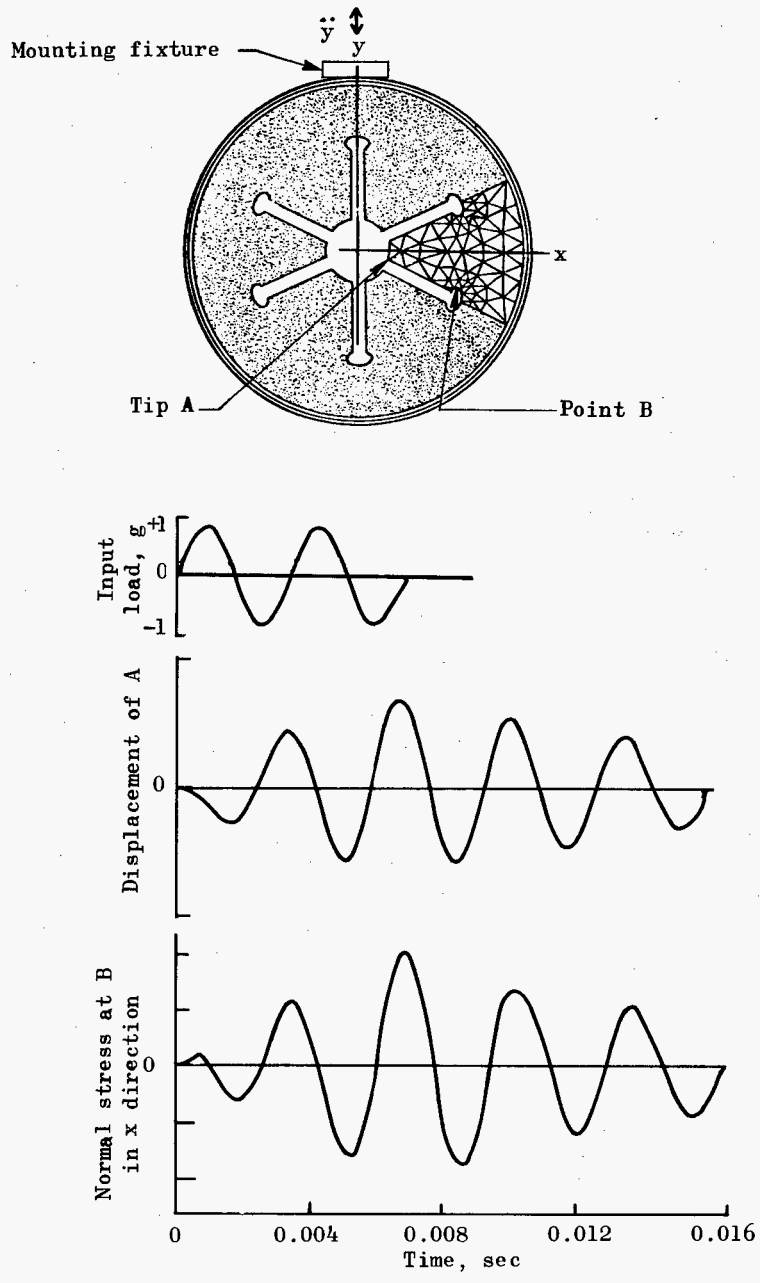 ÿ
y
Mounting fixture
x
Tip A
Point B
Input
load, g
+1
0
-1
Displacement of A
0
Normal stress at B
in x direction
0
0
0.004
0.008
0.012
0.016
Time, sec